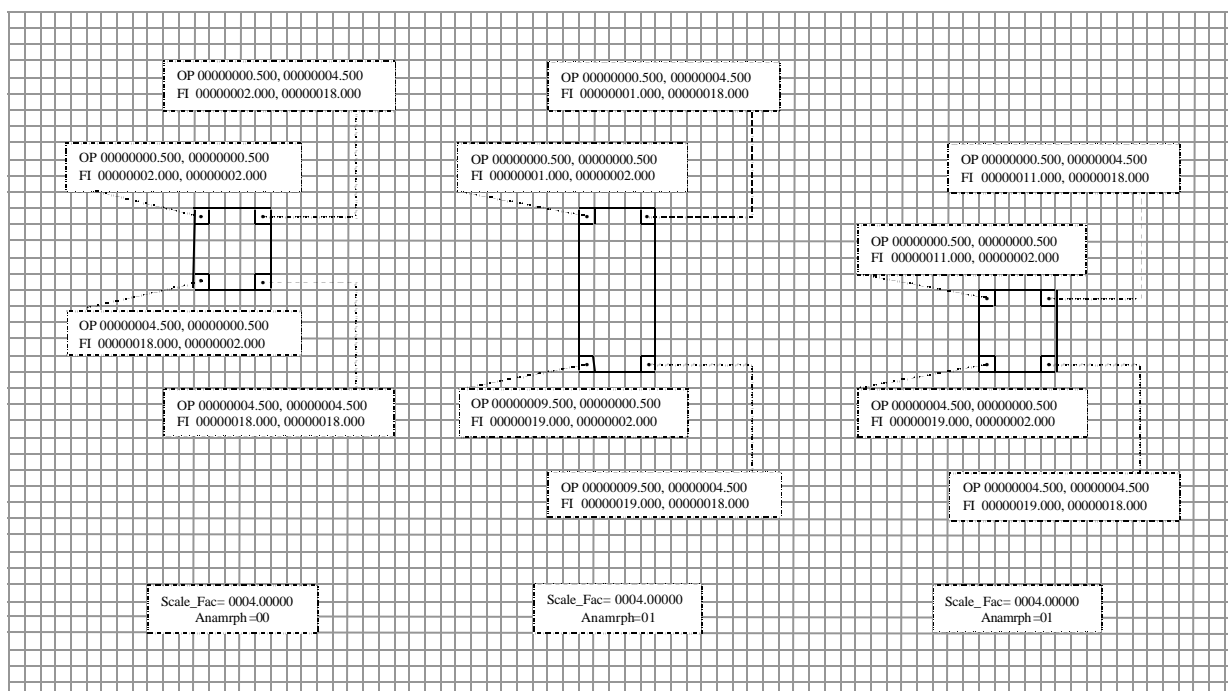 OP 00000000.500, 00000004.500
FI 00000002.000, 00000018.000
OP 00000000.500, 00000000.500
FI 00000002.000, 00000002.000
OP 00000004.500, 00000000.500
FI 00000018.000, 00000002.000
OP 00000004.500, 00000004.500
FI 00000018.000, 00000018.000
Scale_Fac= 0004.00000
Anamrph=00
OP 00000000.500, 00000004.500
FI 00000001.000, 00000018.000
OP 00000000.500, 00000000.500
FI 00000001.000, 00000002.000
OP 00000009.500, 00000000.500
FI 00000019.000, 00000002.000
OP 00000009.500, 00000004.500
FI 00000019.000, 00000018.000
Scale_Fac= 0004.00000
Anamrph=01
OP 00000000.500, 00000004.500
FI 00000011.000, 00000018.000
OP 00000000.500, 00000000.500
FI 00000011.000, 00000002.000
OP 00000004.500, 00000000.500
FI 00000019.000, 00000002.000
OP 00000004.500, 00000004.500
FI 00000019.000, 00000018.000
Scale_Fac= 0004.00000
Anamrph=01